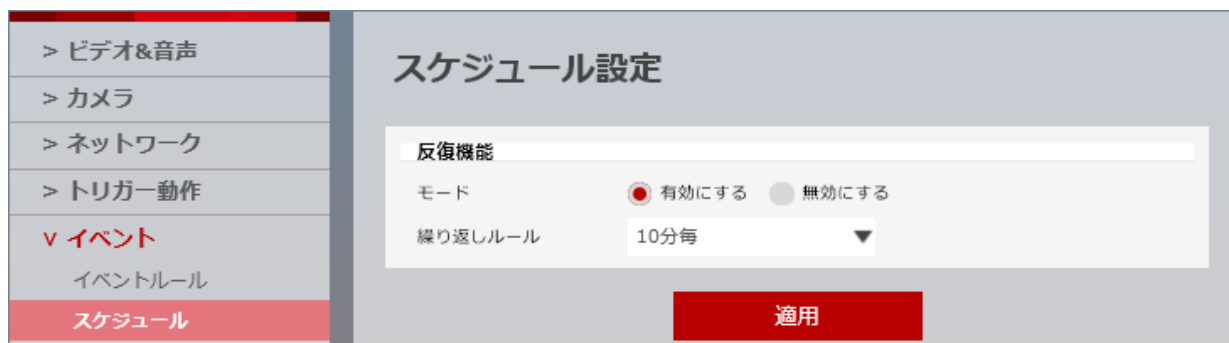 > ビデオ&音声
> カメラ
> ネットワーク
> トリガー動作
v イベント
イベントルール
スケジュール
スケジュール設定
反復機能
モード 有効にする 無効にする
繰り返しルール 10分毎 ▼
適用